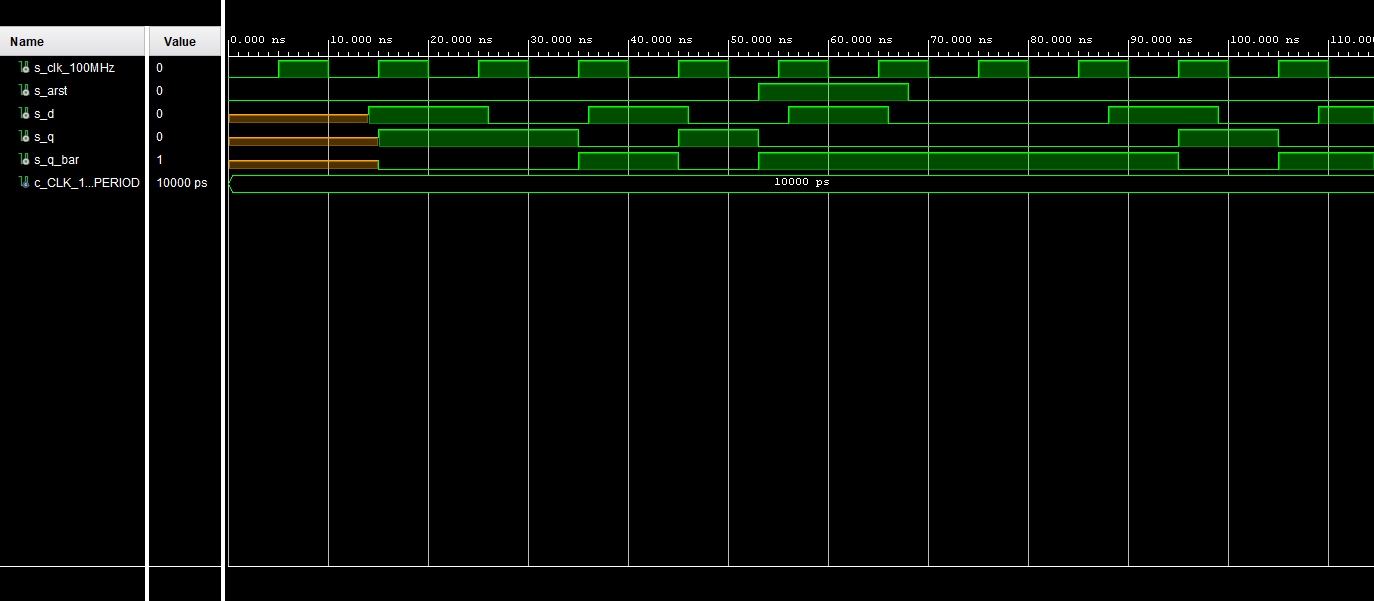 Name Value 0.000 ns 10.000 ns 20.000 ns 30.000 ns 40.000 ns 50.000 ns 60.000 ns 70.000 ns 80.000 ns 90.000 ns 100.000 ns 110.00
s_clk_100MHz 0
s_arst 0
s_d 0
s_q 0
s_q_bar 1
c_CLK_1...PERIOD 10000 ps 10000 ps